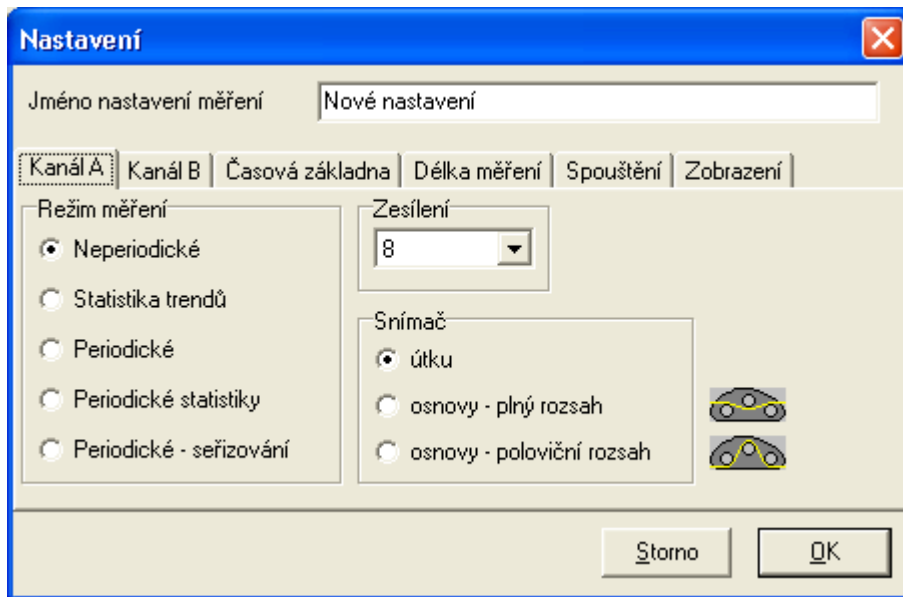 Nastavení
Jméno nastavení měření Nové nastavení
Kanál A Kanál B Časová základna Délka měření Spouštění Zobrazení
Režim měření
Neperiodické
Statistika trendů
Periodické
Periodické statistiky
Periodické - seřizování
Zesílení
8
Snímač
útku
osnovy - plný rozsah
osnovy - poloviční rozsah
Storno OK